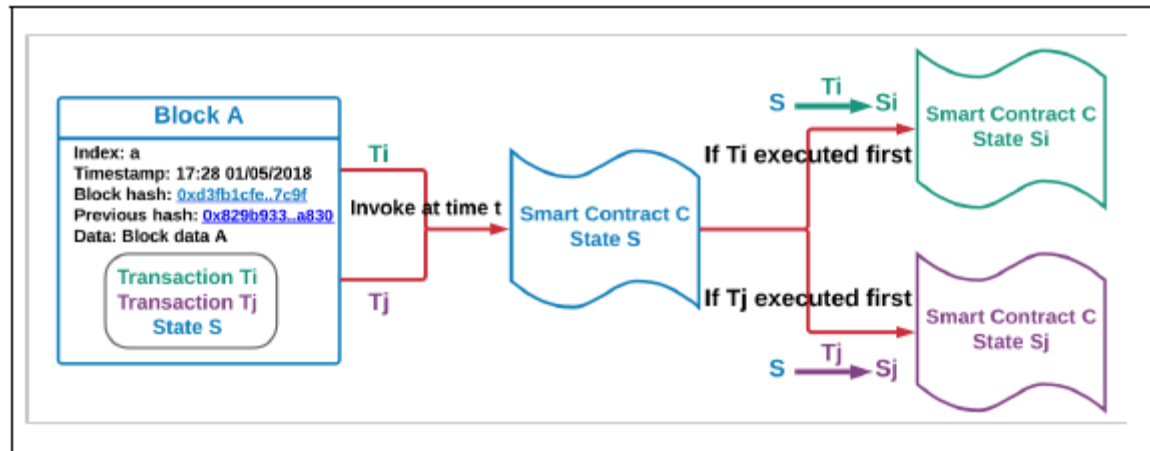 Block A
Index: a
Timestamp: 17:28 01/05/2018
Block hash: 0xd3fb1cfe..7c9f
Previous hash: 0x829b933..a830
Data: Block data A
Transaction Ti
Transaction Tj
State S
Ti
Invoke at time t
Tj
Smart Contract C
State S
Ti
S Si
If Ti executed first
Smart Contract C
State Si
If Tj executed first
Tj
S Sj
Smart Contract C
State Sj